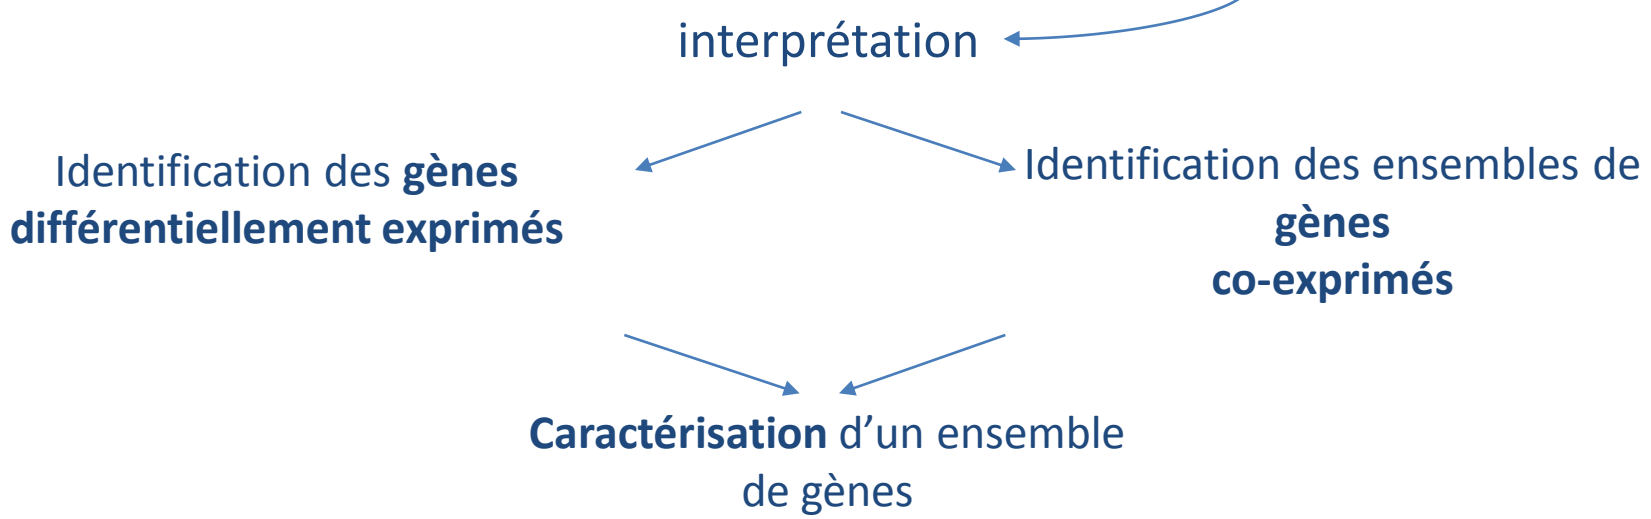 interprétation
Identification des gènes
différentiellement exprimés
Identification des ensembles de
gènes
co-exprimés
Caractérisation d’un ensemble
de gènes